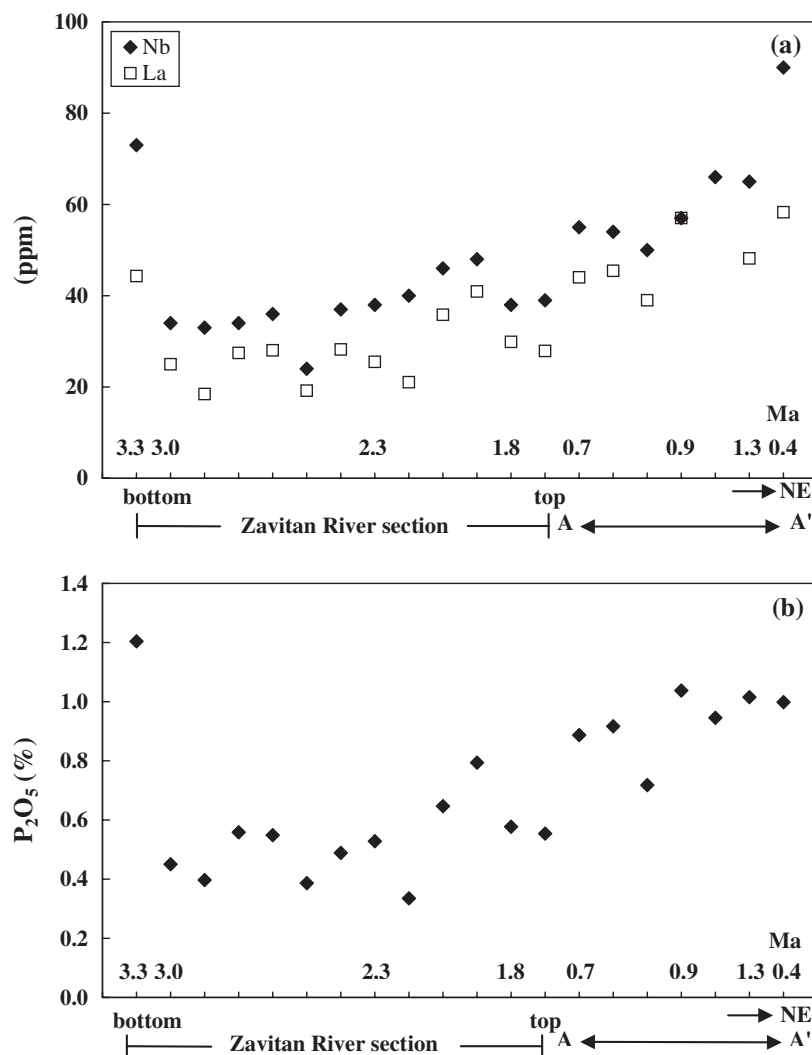 (a)
Nb
La
100
80
60
40
20
0
(ppm)
Ma
3.3 3.0 2.3 1.8 0.7 0.9 1.3 0.4
NE
bottom top
Zavitan River section A A'
(b)
1.4
1.2
1.0
0.8
0.6
0.4
0.2
0.0
P₂O₅ (%)
Ma
3.3 3.0 2.3 1.8 0.7 0.9 1.3 0.4
NE
bottom top
Zavitan River section A A'